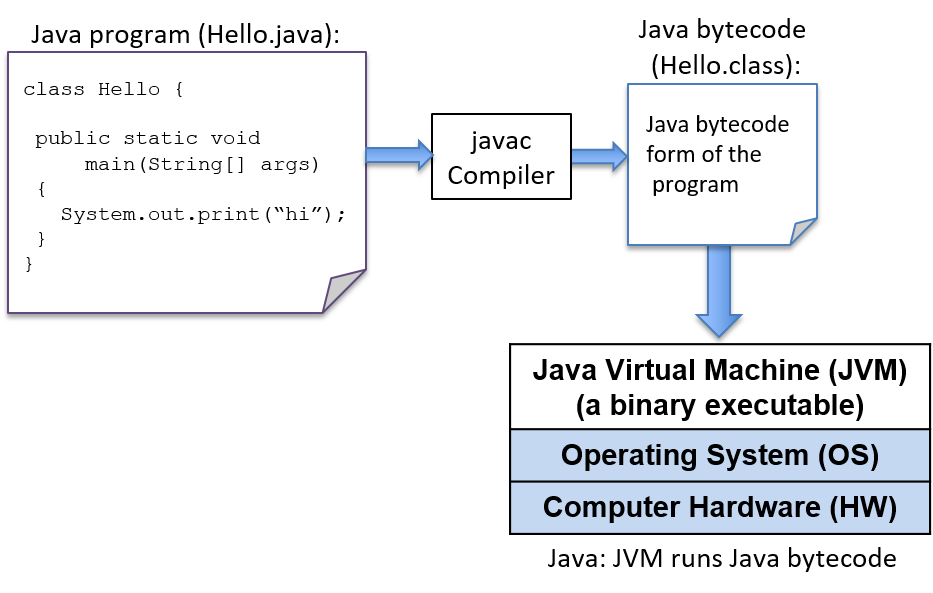 Java program (Hello.java):
class Hello {
public static void
main(String[] args)
{
System.out.print(“hi”);
}
}
javac
Compiler
Java bytecode
(Hello.class):
Java bytecode
form of the
program
Java Virtual Machine (JVM)
(a binary executable)
Operating System (OS)
Computer Hardware (HW)
Java: JVM runs Java bytecode